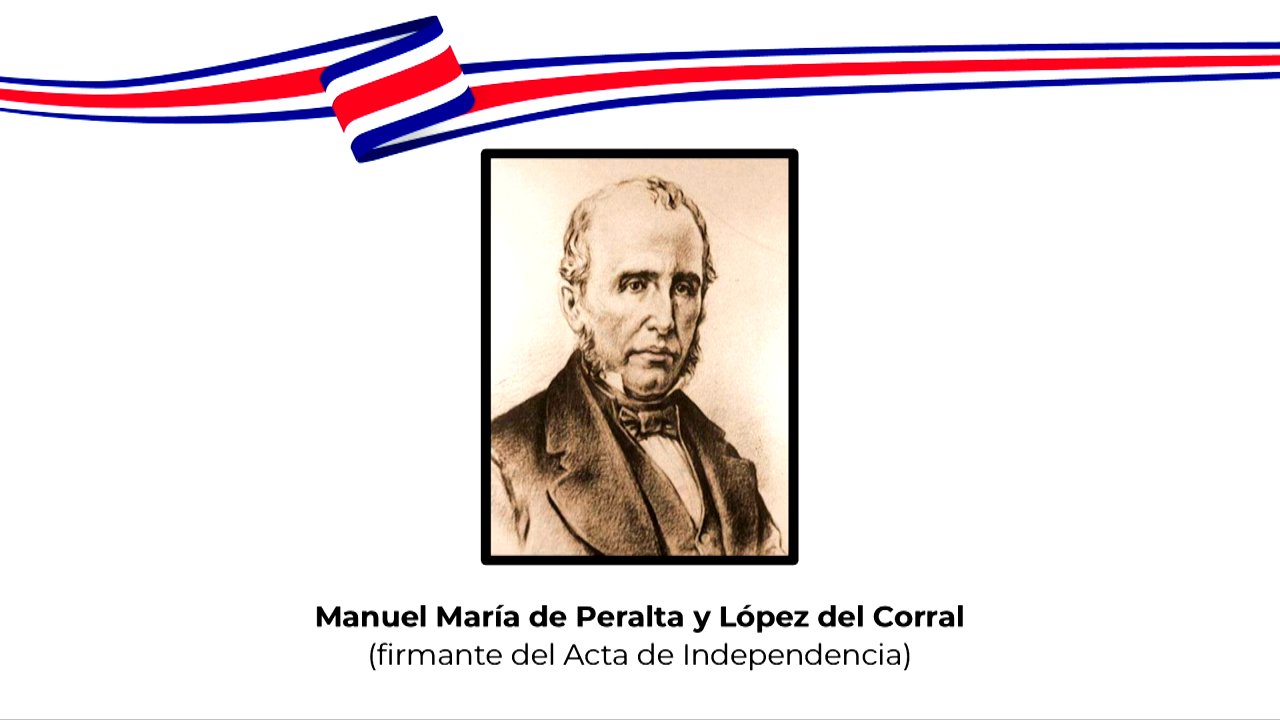 Manuel María de Peralta y López del Corral
(firmante del Acta de Independencia)